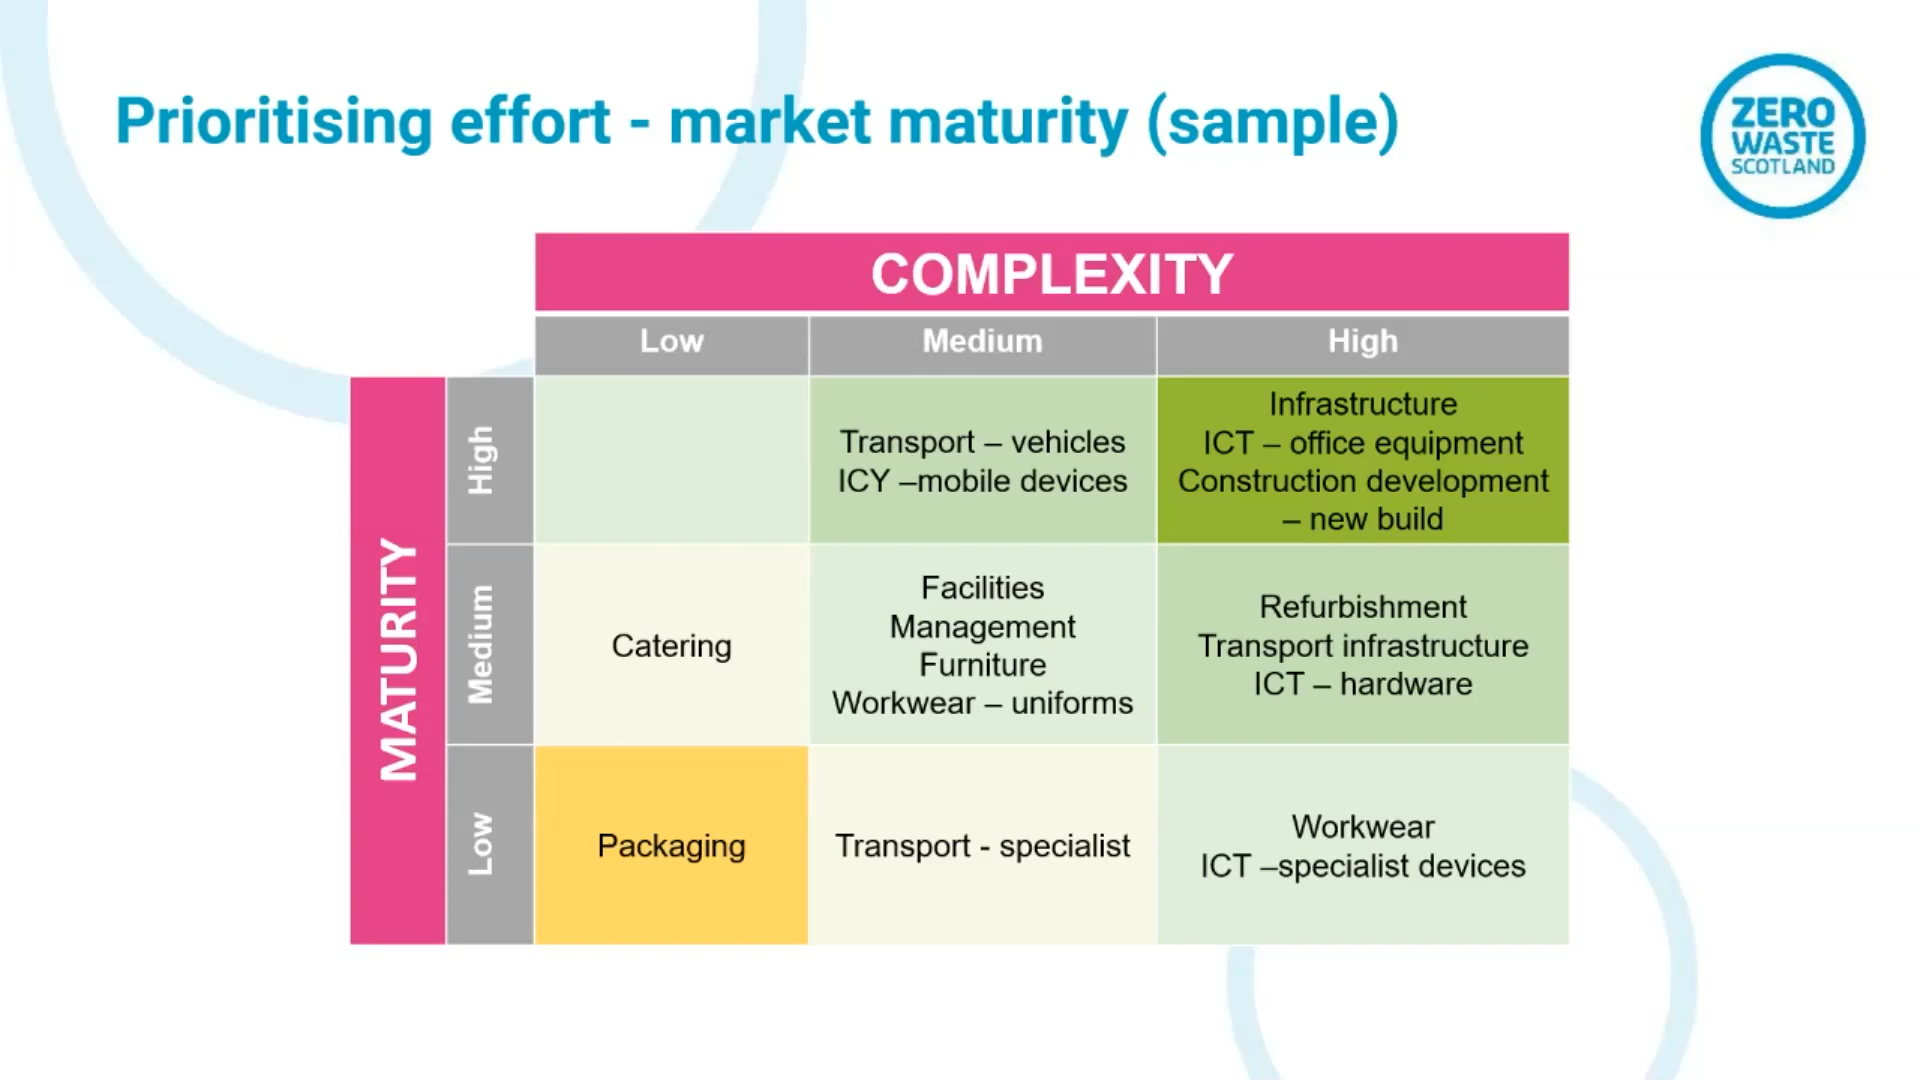 Prioritising effort - market maturity (sample)
ZERO
WASTE
SCOTLAND
COMPLEXITY
Low
Medium
High
MATURITY
High
Transport – vehicles
ICY –mobile devices
Infrastructure
ICT – office equipment
Construction development
– new build
Medium
Catering
Facilities
Management
Furniture
Workwear – uniforms
Refurbishment
Transport infrastructure
ICT – hardware
Low
Packaging
Transport - specialist
Workwear
ICT –specialist devices